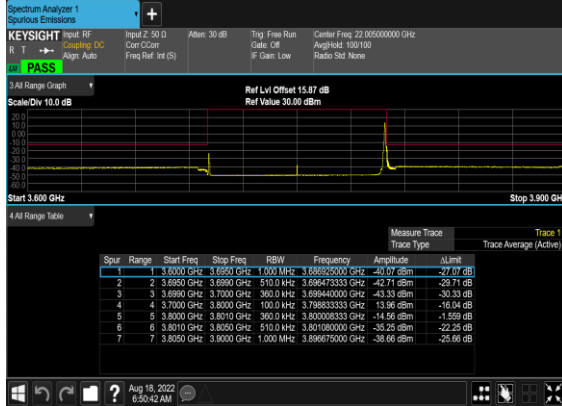 Spectrum Analyzer 1
Spurious Emissions
+
KEYSIGHT
R T
PASS
Input: RF
Coupling: DC
Align: Auto
Input Z: 50 Ω
Corr CCorr
Freq Ref: Int (S)
Atten: 30 dB
Trig: Free Run
Gate: Off
IF Gain: Low
Center Freq: 22.005000000 GHz
Avg|Hold: 100/100
Radio Std: None
3 All Range Graph
Ref Lvl Offset 15.87 dB
Scale/Div 10.0 dB
Ref Value 30.00 dBm
20.0
10.0
0.00
-10.0
-20.0
-30.0
-40.0
-50.0
-60.0
Start 3.600 GHz
Stop 3.900 GH
4 All Range Table
Measure Trace Trace 1
Trace Type Trace Average (Active)
Spur Range Start Freq Stop Freq RBW Frequency Amplitude ΔLimit
1 1 3.6000 GHz 3.6950 GHz 1.000 MHz 3.686925000 GHz -40.07 dBm -27.07 dB
2 2 3.6950 GHz 3.6990 GHz 510.0 kHz 3.696473333 GHz -42.71 dBm -29.71 dB
3 3 3.6990 GHz 3.7000 GHz 360.0 kHz 3.699440000 GHz -43.33 dBm -30.33 dB
4 4 3.7000 GHz 3.8000 GHz 100.0 kHz 3.798833333 GHz 13.96 dBm -16.04 dB
5 5 3.8000 GHz 3.8010 GHz 360.0 kHz 3.800008333 GHz -14.56 dBm -1.559 dB
6 6 3.8010 GHz 3.8050 GHz 510.0 kHz 3.801080000 GHz -35.25 dBm -22.25 dB
7 7 3.8050 GHz 3.9000 GHz 1.000 MHz 3.896675000 GHz -38.66 dBm -25.66 dB
?
Aug 18, 2022
6:50:42 AM